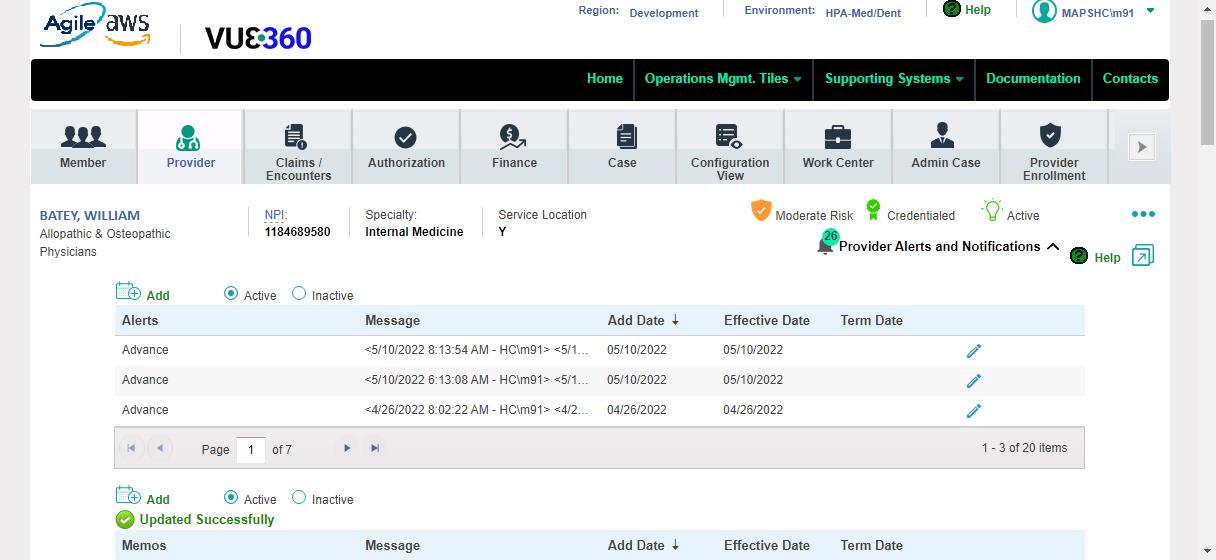 Agile aws
VUE360
Region: Development
Environment: HPA-Med/Dent
Help
MAPSHC\m91
Home
Operations Mgmt. Tiles
Supporting Systems
Documentation
Contacts
Member
Provider
Claims /
Encounters
Authorization
Finance
Case
Configuration
View
Work Center
Admin Case
Provider
Enrollment
BATEY, WILLIAM
Allopathic & Osteopathic
Physicians
NPI:
1184689580
Specialty:
Internal Medicine
Service Location
Y
Moderate Risk
Credentialed
Active
26
Provider Alerts and Notifications
Help
Add Active Inactive
Alerts Message Add Date ↓ Effective Date Term Date
Advance <5/10/2022 8:13:54 AM - HC\m91> <5/1... 05/10/2022 05/10/2022
Advance <5/10/2022 6:13:08 AM - HC\m91> <5/1... 05/10/2022 05/10/2022
Advance <4/26/2022 8:02:22 AM - HC\m91> <4/2... 04/26/2022 04/26/2022
Page 1 of 7 1 - 3 of 20 items
Add Active Inactive
Updated Successfully
Memos Message Add Date ↓ Effective Date Term Date